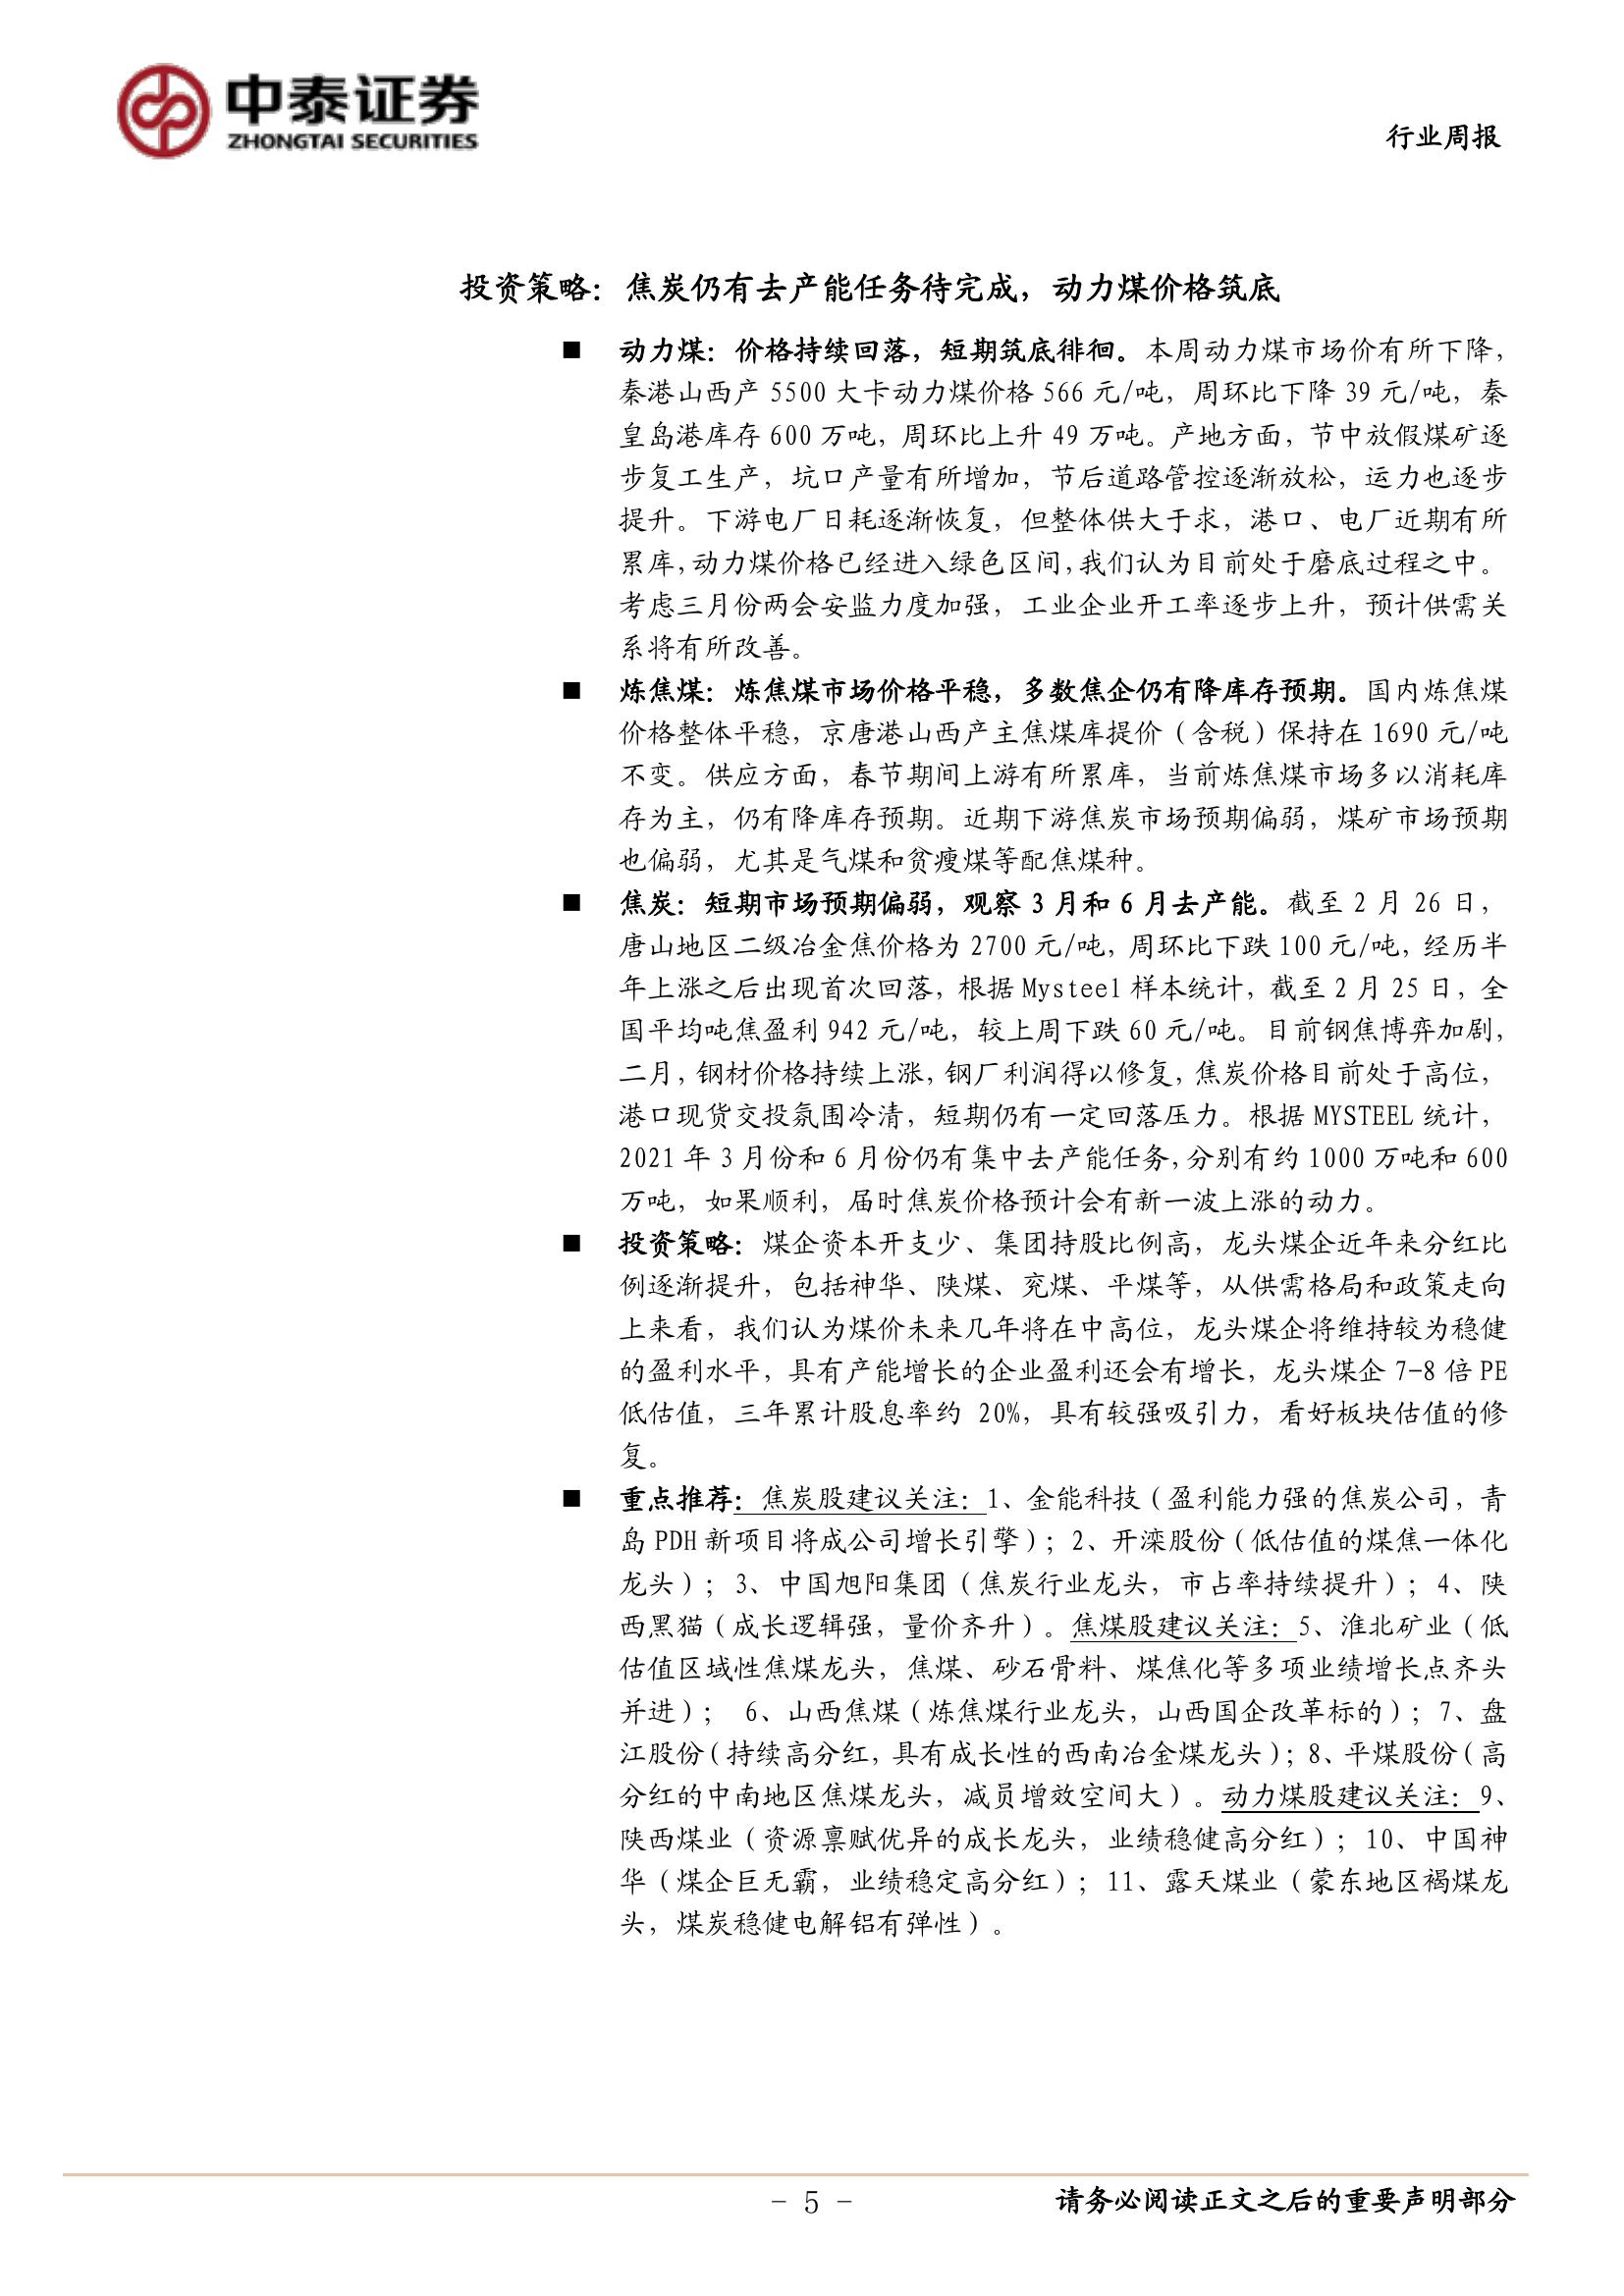 中泰证券
ZHONGTAI SECURITIES
行业周报
投资策略：焦炭仍有去产能任务待完成，动力煤价格筑底
■ 动力煤：价格持续回落，短期筑底徘徊。本周动力煤市场价有所下降，
秦港山西产 5500 大卡动力煤价格 566 元/吨，周环比下降 39 元/吨，秦
皇岛港库存 600 万吨，周环比上升 49 万吨。产地方面，节中放假煤矿逐
步复工生产，坑口产量有所增加，节后道路管控逐渐放松，运力也逐步
提升。下游电厂日耗逐渐恢复，但整体供大于求，港口、电厂近期有所
累库，动力煤价格已经进入绿色区间，我们认为目前处于磨底过程之中。
考虑三月份两会安监力度加强，工业企业开工率逐步上升，预计供需关
系将有所改善。
■ 炼焦煤：炼焦煤市场价格平稳，多数焦企仍有降库存预期。国内炼焦煤
价格整体平稳，京唐港山西产主焦煤库提价（含税）保持在 1690 元/吨
不变。供应方面，春节期间上游有所累库，当前炼焦煤市场多以消耗库
存为主，仍有降库存预期。近期下游焦炭市场预期偏弱，煤矿市场预期
也偏弱，尤其是气煤和贫瘦煤等配焦煤种。
■ 焦炭：短期市场预期偏弱，观察 3 月和 6 月去产能。截至 2 月 26 日，
唐山地区二级冶金焦价格为 2700 元/吨，周环比下跌 100 元/吨，经历半
年上涨之后出现首次回落，根据 Mysteel 样本统计，截至 2 月 25 日，全
国平均吨焦盈利 942 元/吨，较上周下跌 60 元/吨。目前钢焦博弈加剧，
二月，钢材价格持续上涨，钢厂利润得以修复，焦炭价格目前处于高位，
港口现货交投氛围冷清，短期仍有一定回落压力。根据 MYSTEEL 统计，
2021 年 3 月份和 6 月份仍有集中去产能任务，分别有约 1000 万吨和 600
万吨，如果顺利，届时焦炭价格预计会有新一波上涨的动力。
■ 投资策略：煤企资本开支少、集团持股比例高，龙头煤企近年来分红比
例逐渐提升，包括神华、陕煤、兖煤、平煤等，从供需格局和政策走向
上来看，我们认为煤价未来几年将在中高位，龙头煤企将维持较为稳健
的盈利水平，具有产能增长的企业盈利还会有增长，龙头煤企 7-8 倍 PE
低估值，三年累计股息率约 20%，具有较强吸引力，看好板块估值的修
复。
■ 重点推荐：焦炭股建议关注：1、金能科技（盈利能力强的焦炭公司，青
岛 PDH 新项目将成公司增长引擎）；2、开滦股份（低估值的煤焦一体化
龙头）；3、中国旭阳集团（焦炭行业龙头，市占率持续提升）；4、陕
西黑猫（成长逻辑强，量价齐升）。焦煤股建议关注：5、淮北矿业（低
估值区域性焦煤龙头，焦煤、砂石骨料、煤焦化等多项业绩增长点齐头
并进）； 6、山西焦煤（炼焦煤行业龙头，山西国企改革标的）；7、盘
江股份（持续高分红，具有成长性的西南冶金煤龙头）；8、平煤股份（高
分红的中南地区焦煤龙头，减员增效空间大）。动力煤股建议关注：9、
陕西煤业（资源禀赋优异的成长龙头，业绩稳健高分红）；10、中国神
华（煤企巨无霸，业绩稳定高分红）；11、露天煤业（蒙东地区褐煤龙
头，煤炭稳健电解铝有弹性）。
- 5 -
请务必阅读正文之后的重要声明部分